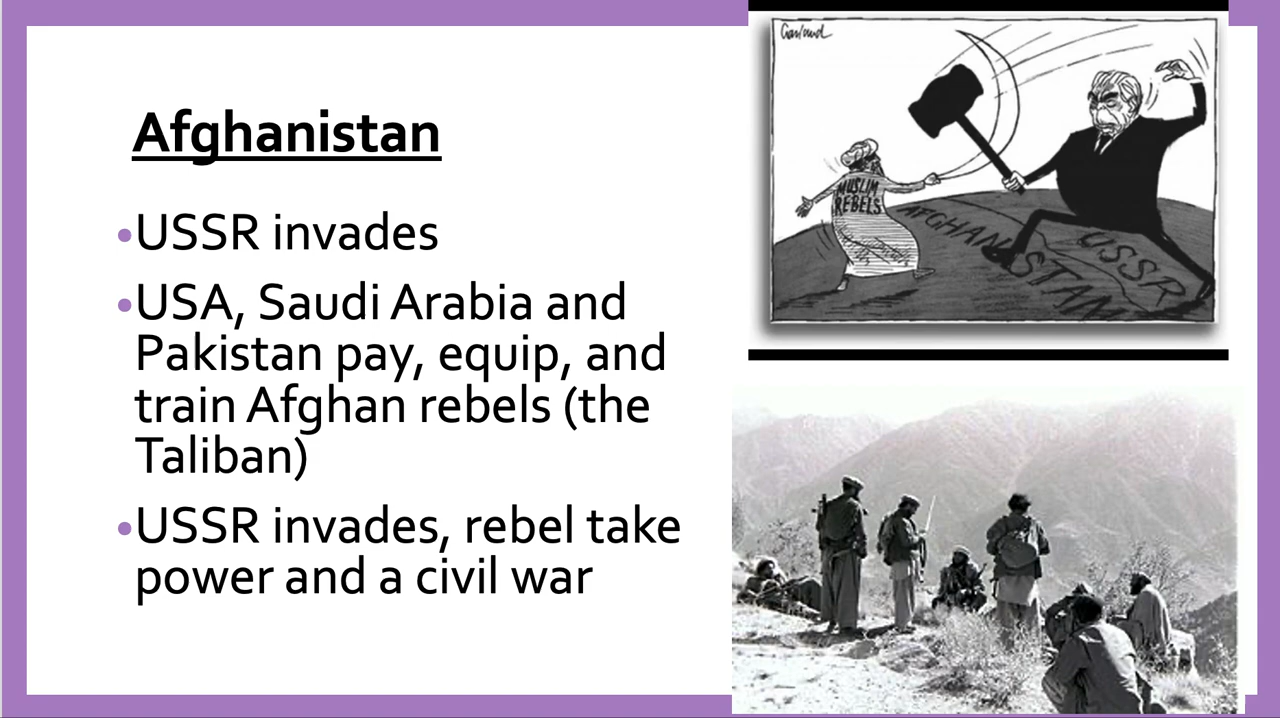 Afghanistan
•USSR invades
•USA, Saudi Arabia and
Pakistan pay, equip, and
train Afghan rebels (the
Taliban)
•USSR invades, rebel take
power and a civil war
Garland
MUSLIM
REBELS
AFGHANISTAN
USSR